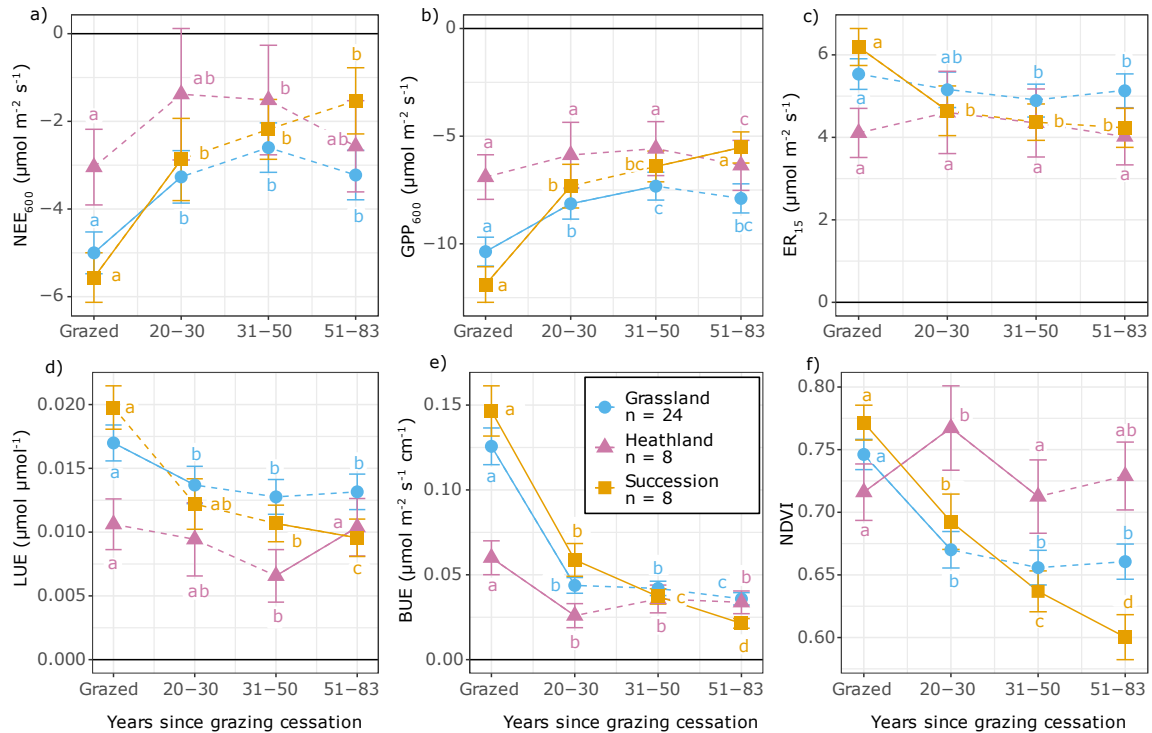 a)
NEE600 (μmol m−2 s−1)
0
−2
−4
−6
a
ab
b
b
a
b
b
ab
a
b
b
b
Grazed 20−30 31−50 51−83
b)
GPP600 (μmol m−2 s−1)
0
−5
−10
a
a
a
c
b
bc
a
a
b
c
bc
a
Grazed 20−30 31−50 51−83
c)
ER15 (μmol m−2 s−1)
6
4
2
0
a
ab
b
b
a
b
b
b
a
a
a
a
Grazed 20−30 31−50 51−83
d)
LUE (μmol μmol−1)
0.020
0.015
0.010
0.005
0.000
a
b
b
b
a
ab
b
a
a
ab
b
c
Grazed 20−30 31−50 51−83
Years since grazing cessation
e)
BUE (μmol m−2 s−1 cm−1)
0.15
0.10
0.05
0.00
a
a
b
b
b
c
b
a
b
b
c
d
Grassland
n = 24
Heathland
n = 8
Succession
n = 8
Grazed 20−30 31−50 51−83
Years since grazing cessation
f)
NDVI
0.80
0.75
0.70
0.65
0.60
a
b
a
ab
a
b
b
b
a
b
c
d
Grazed 20−30 31−50 51−83
Years since grazing cessation